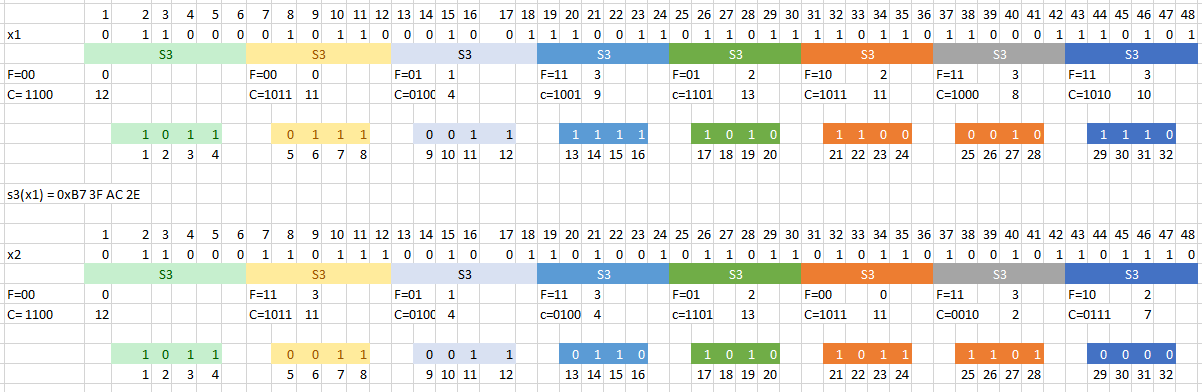 1 2 3 4 5 6 7 8 9 10 11 12 13 14 15 16 17 18 19 20 21 22 23 24 25 26 27 28 29 30 31 32 33 34 35 36 37 38 39 40 41 42 43 44 45 46 47 48
x1 0 1 1 0 0 0 0 1 0 1 1 0 0 0 1 0 0 1 1 1 0 0 1 1 0 1 1 0 1 1 1 1 0 1 1 0 1 1 0 0 0 1 1 1 0 1 0 1
S3 S3 S3 S3 S3 S3 S3 S3
F=00 0 F=00 0 F=01 1 F=11 3 F=01 2 F=10 2 F=11 3 F=11 3
C= 1100 12 C=1011 11 C=0100 4 c=1001 9 c=1101 13 C=1011 11 C=1000 8 C=1010 10
1 0 1 1 0 1 1 1 0 0 1 1 1 1 1 1 1 0 1 0 1 1 0 0 0 0 1 0 1 1 1 0
1 2 3 4 5 6 7 8 9 10 11 12 13 14 15 16 17 18 19 20 21 22 23 24 25 26 27 28 29 30 31 32
s3(x1) = 0xB7 3F AC 2E
1 2 3 4 5 6 7 8 9 10 11 12 13 14 15 16 17 18 19 20 21 22 23 24 25 26 27 28 29 30 31 32 33 34 35 36 37 38 39 40 41 42 43 44 45 46 47 48
x2 0 1 1 0 0 0 1 1 0 1 1 1 0 0 1 0 0 1 1 0 1 0 0 1 0 1 1 0 1 1 0 1 0 1 1 0 1 0 0 1 0 1 1 0 1 1 1 0
S3 S3 S3 S3 S3 S3 S3 S3
F=00 0 F=11 3 F=01 1 F=11 3 F=01 2 F=00 0 F=11 3 F=10 2
C= 1100 12 C=1011 11 C=0100 4 c=0100 4 c=1101 13 C=1011 11 C=0010 2 C=0111 7
1 0 1 1 0 0 1 1 0 0 1 1 0 1 1 0 1 0 1 0 1 0 1 1 1 1 0 1 0 0 0 0
1 2 3 4 5 6 7 8 9 10 11 12 13 14 15 16 17 18 19 20 21 22 23 24 25 26 27 28 29 30 31 32